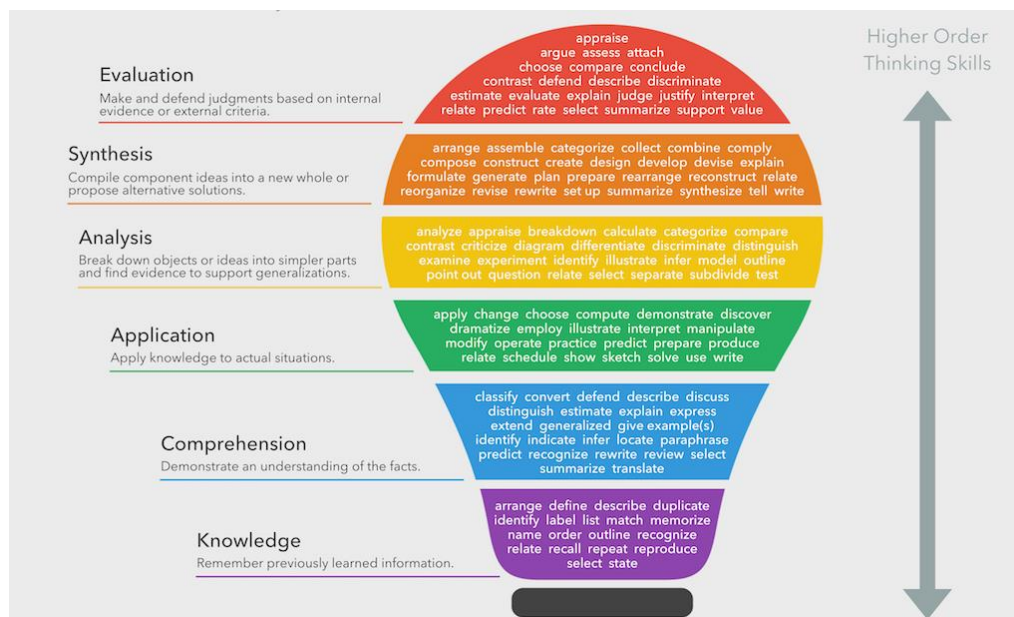 Higher Order
Thinking Skills
Evaluation
Make and defend judgments based on internal
evidence or external criteria.
appraise
argue assess attach
choose compare conclude
contrast defend describe discriminate
estimate evaluate explain judge justify interpret
relate predict rate select summarize support value
Synthesis
Compile component ideas into a new whole or
propose alternative solutions.
arrange assemble categorize collect combine comply
compose construct create design develop devise explain
formulate generate plan prepare rearrange reconstruct relate
reorganize revise rewrite set up summarize synthesize tell write
Analysis
Break down objects or ideas into simpler parts
and find evidence to support generalizations.
analyze appraise breakdown calculate categorize compare
contrast criticize diagram differentiate discriminate distinguish
examine experiment identify illustrate infer model outline
point out question relate select separate subdivide test
Application
Apply knowledge to actual situations.
apply change choose compute demonstrate discover
dramatize employ illustrate interpret manipulate
modify operate practice predict prepare produce
relate schedule show sketch solve use write
Comprehension
Demonstrate an understanding of the facts.
classify convert defend describe discuss
distinguish estimate explain express
extend generalized give example(s)
identify indicate infer locate paraphrase
predict recognize rewrite review select
summarize translate
Knowledge
Remember previously learned information.
arrange define describe duplicate
identify label list match memorize
name order outline recognize
relate recall repeat reproduce
select state